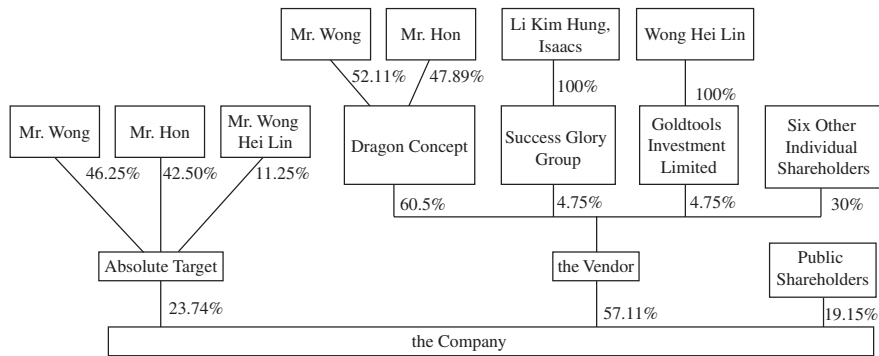 Mr. Wong
Mr. Hon
Li Kim Hung,
Isaacs
Wong Hei Lin
52.11%
47.89%
100%
100%
Mr. Wong
Mr. Hon
Mr. Wong
Hei Lin
Dragon Concept
Success Glory
Group
Goldtools
Investment
Limited
Six Other
Individual
Shareholders
46.25%
42.50%
11.25%
60.5%
4.75%
4.75%
30%
Absolute Target
the Vendor
Public
Shareholders
23.74%
57.11%
19.15%
the Company